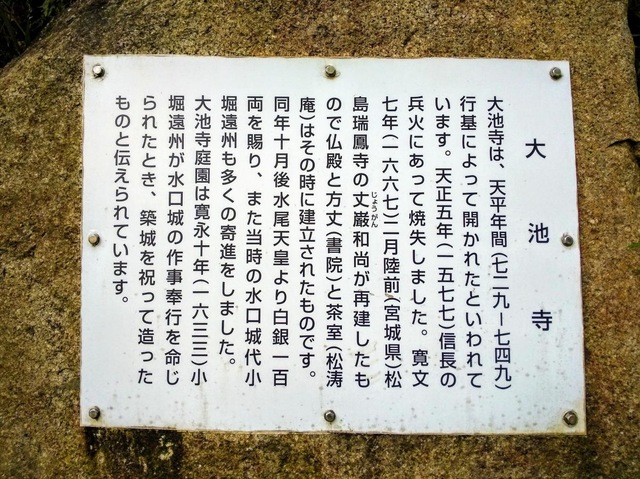 大池寺
大池寺は、天平年間(七二九ー七四九)
行基によって開かれたといわれて
います。天正五年(一五七七)信長の
兵火にあって焼失しました。寛文
七年(一六六七)二月陸前(宮城県)松
島瑞鳳寺の丈巌和尚が再建したも
じょうがん
ので仏殿と方丈(書院)と茶室(松涛
庵)はその時に建立されたものです。
同年十月後水尾天皇より白銀一百
両を賜り、また当時の水口城代小
堀遠州も多くの寄進をしました。
大池寺庭園は寛永十年(一六三三)小
堀遠州が水口城の作事奉行を命じ
られたとき、築城を祝って造った
ものと伝えられています。